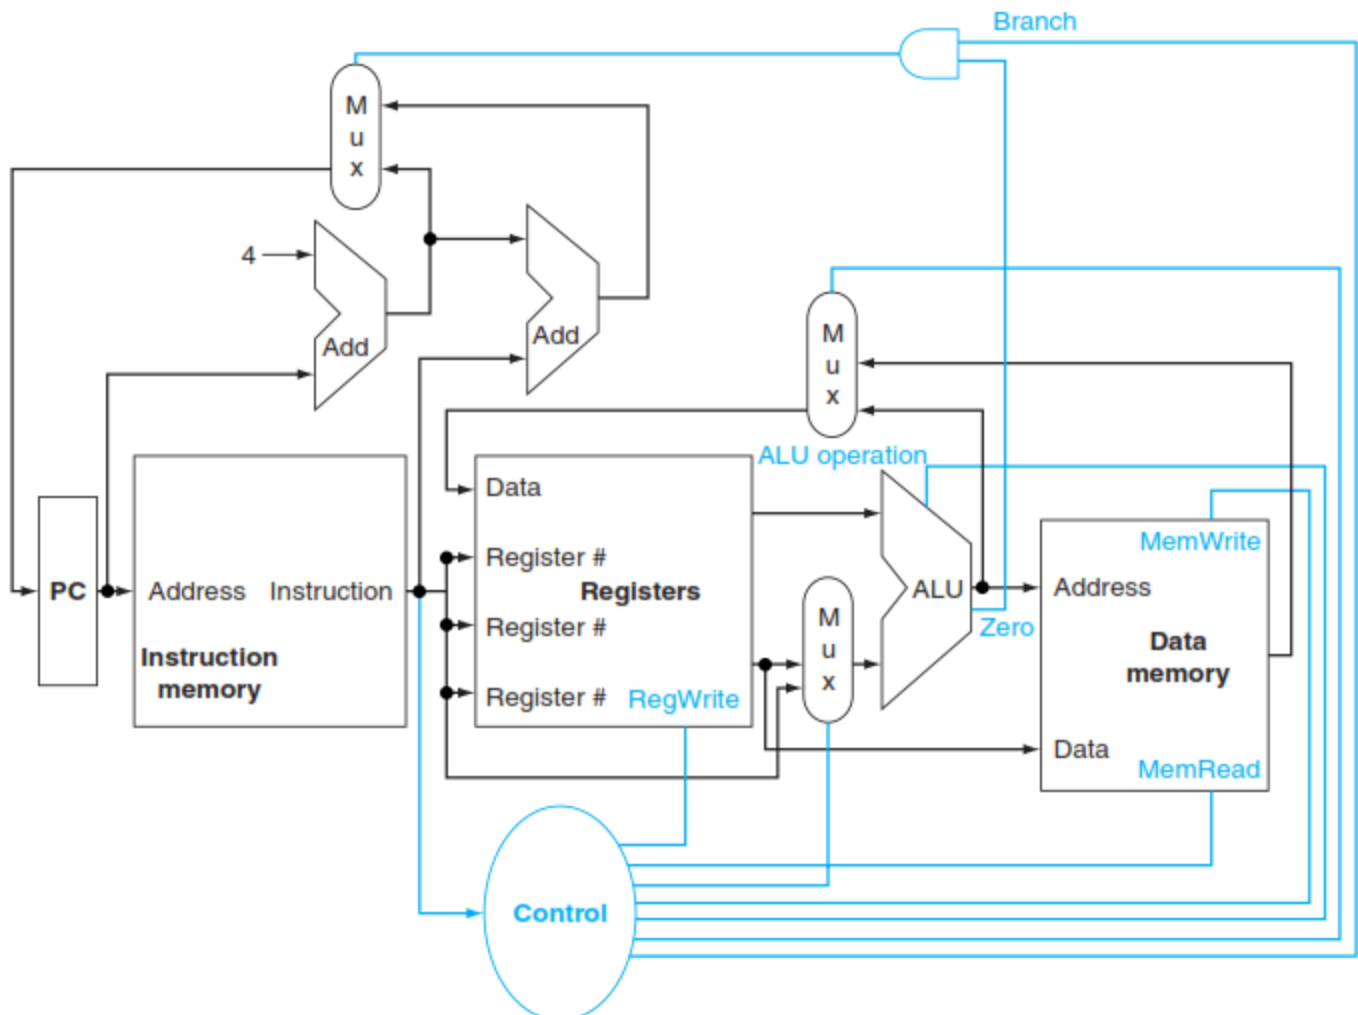 Branch
M
u
x
4
Add
Add
M
u
x
ALU operation
Data
Register #
Registers
Register #
Register #
RegWrite
PC
Address
Instruction
Instruction
memory
M
u
x
ALU
Zero
MemWrite
Address
Data
memory
Data
MemRead
Control